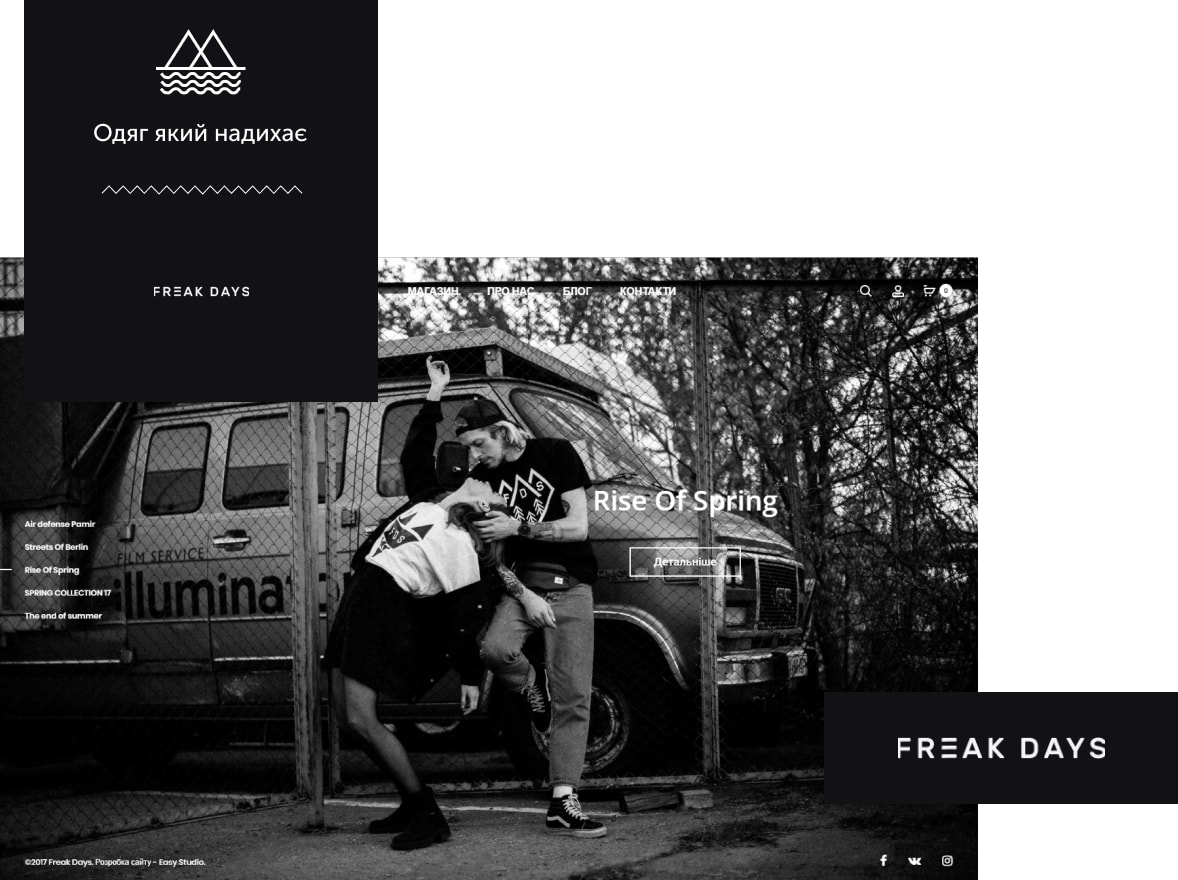 Одяг який надихає
FREAK DAYS
МАГАЗИН ПРО НАС БЛОГ КОНТАКТИ
0
FDS
Rise Of Spring
Детальніше
Air defense Pamir
Streets Of Berlin
Rise Of Spring
SPRING COLLECTION 17
The end of summer
FILM SERVICE
illumina
FREAK DAYS
©2017 Freak Days. Розробка сайту - Easy Studio.